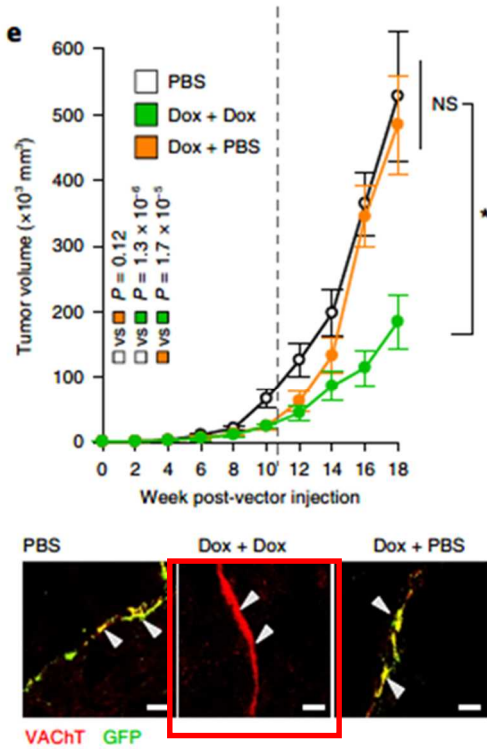 e
600
500
400
300
200
100
0
Tumor volume (×10³ mm³)
PBS
Dox + Dox
Dox + PBS
vs P = 0.12
vs P = 1.3 × 10⁻⁶
vs P = 1.7 × 10⁻⁵
NS
*
0 2 4 6 8 10 12 14 16 18
Week post-vector injection
PBS Dox + Dox Dox + PBS
VAChT GFP